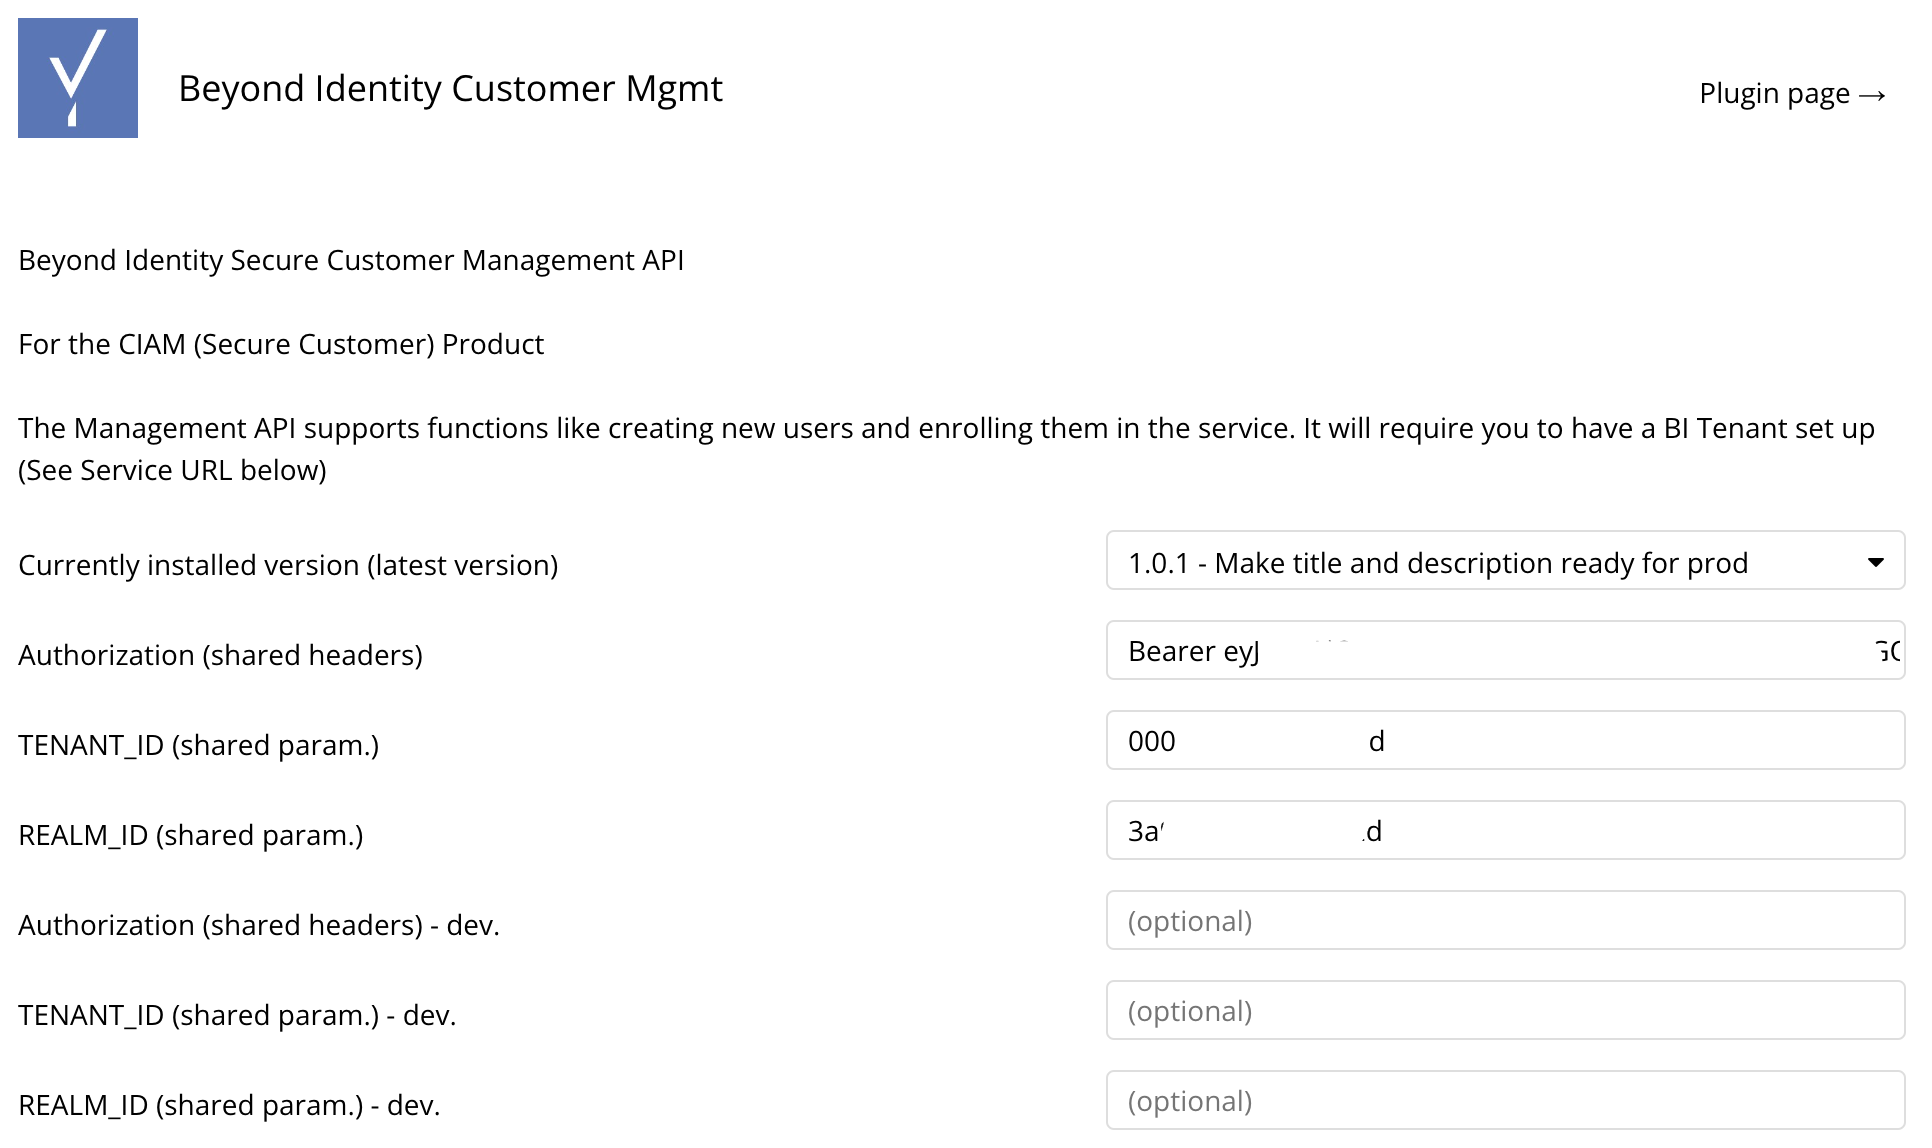 Beyond Identity Customer Mgmt
Plugin page →
Beyond Identity Secure Customer Management API
For the CIAM (Secure Customer) Product
The Management API supports functions like creating new users and enrolling them in the service. It will require you to have a BI Tenant set up
(See Service URL below)
Currently installed version (latest version)
1.0.1 - Make title and description ready for prod
Authorization (shared headers)
Bearer eyJ
TENANT_ID (shared param.)
000 d
REALM_ID (shared param.)
3a d
Authorization (shared headers) - dev.
(optional)
TENANT_ID (shared param.) - dev.
(optional)
REALM_ID (shared param.) - dev.
(optional)